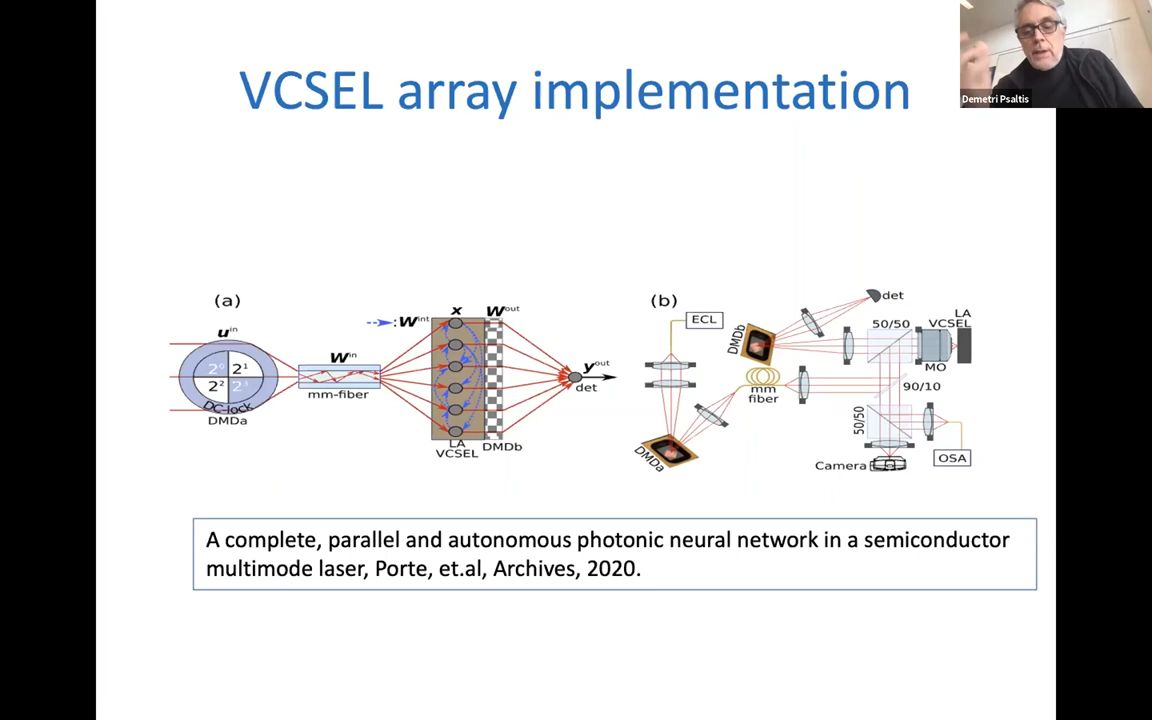 VCSEL array implementation
Demetri Psaltis
(a)
u^in
2^0 2^1
2^2 2^3
DC-lock
DMDa
W^in
mm-fiber
:W^int
x
W^out
LA
VCSEL
DMDb
y^out
det
(b)
ECL
DMDa
DMDb
mm
fiber
det
50/50
LA
VCSEL
MO
90/10
50/50
OSA
Camera
A complete, parallel and autonomous photonic neural network in a semiconductor
multimode laser, Porte, et.al, Archives, 2020.